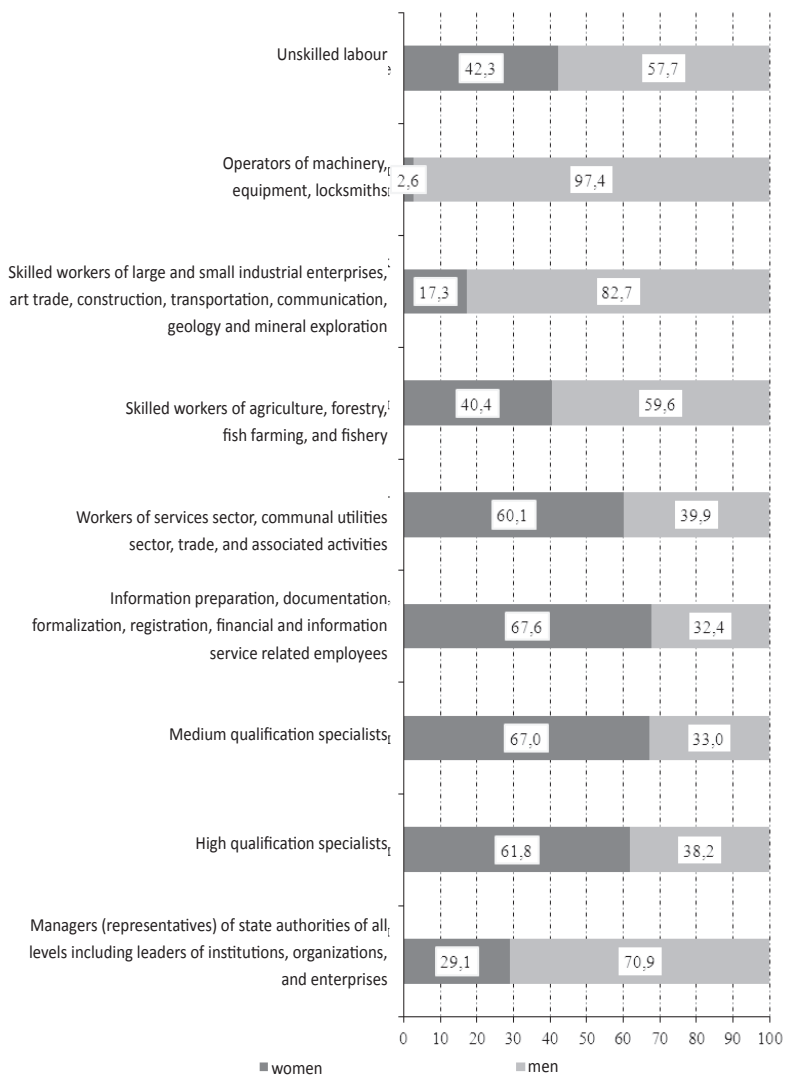 Unskilled labour
42,3
57,7
Operators of machinery,
equipment, locksmiths
2,6
97,4
Skilled workers of large and small industrial enterprises,
art trade, construction, transportation, communication,
geology and mineral exploration
17,3
82,7
Skilled workers of agriculture, forestry,
fish farming, and fishery
40,4
59,6
Workers of services sector, communal utilities
sector, trade, and associated activities
60,1
39,9
Information preparation, documentation,
formalization, registration, financial and information
service related employees
67,6
32,4
Medium qualification specialists
67,0
33,0
High qualification specialists
61,8
38,2
Managers (representatives) of state authorities of all
levels including leaders of institutions, organizations,
and enterprises
29,1
70,9
0 10 20 30 40 50 60 70 80 90 100
women men